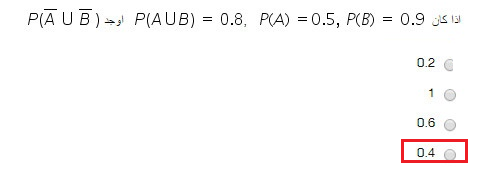 اذا كان P(A∪B) = 0.8, P(A) =0.5, P(B) = 0.9 اوجد P(A̅ ∪ B̅ )
0.2
1
0.6
0.4